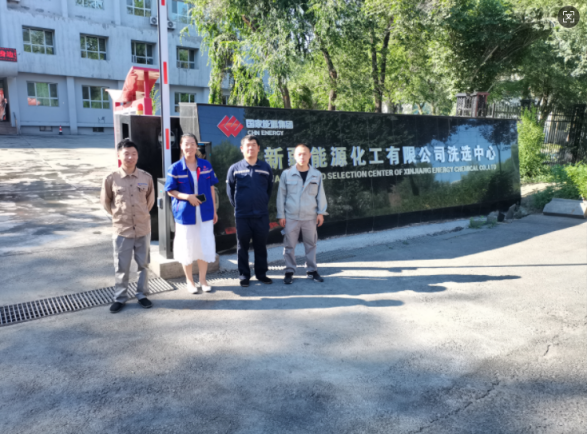 国家能源集团
CHN ENERGY
新疆能源化工有限公司洗选中心
SELECTION CENTER OF XINJIANG ENERGY CHEMICAL CO., LTD